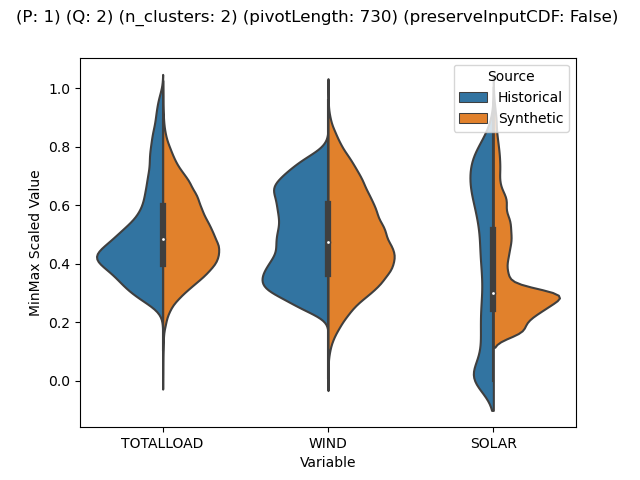 (P: 1) (Q: 2) (n_clusters: 2) (pivotLength: 730) (preserveInputCDF: False)
Source
Historical
Synthetic
1.0
0.8
0.6
0.4
0.2
0.0
MinMax Scaled Value
TOTALLOAD WIND SOLAR
Variable